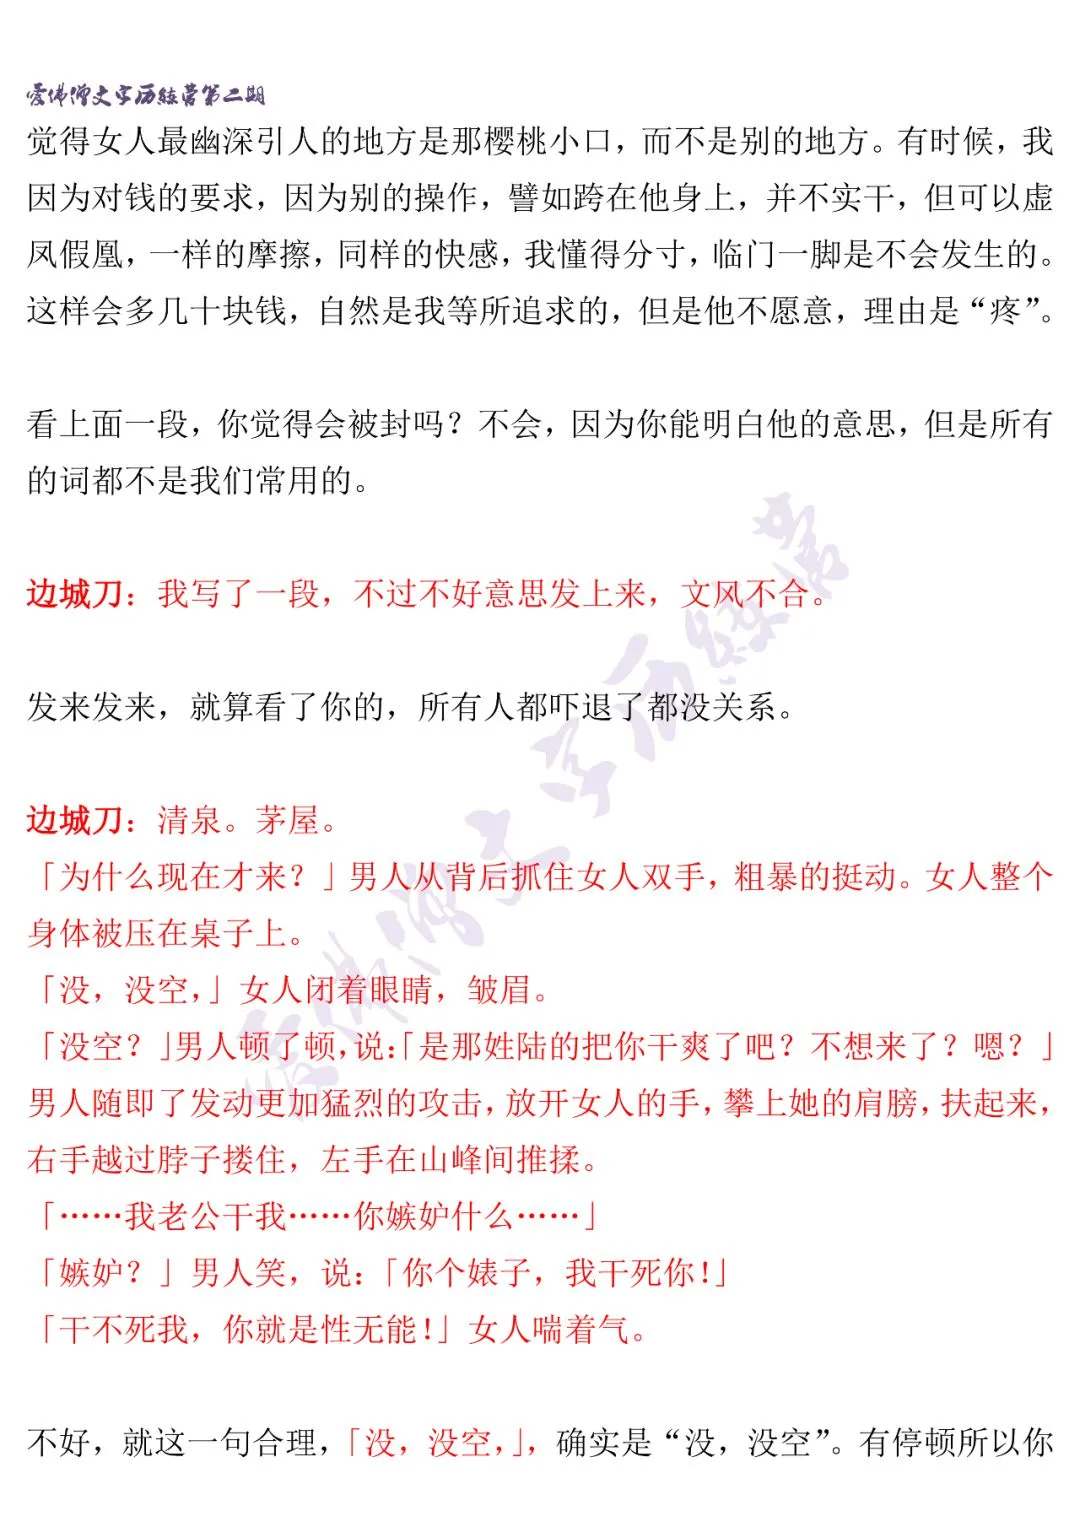 爱佛僧文字历练营第二期
觉得女人最幽深引人的地方是那樱桃小口，而不是别的地方。有时候，我
因为对钱的要求，因为别的操作，譬如跨在他身上，并不实干，但可以虚
凤假凰，一样的摩擦，同样的快感，我懂得分寸，临门一脚是不会发生的。
这样会多几十块钱，自然是我等所追求的，但是他不愿意，理由是“疼”。
看上面一段，你觉得会被封吗？不会，因为你能明白他的意思，但是所有
的词都不是我们常用的。
边城刀：我写了一段，不过不好意思发上来，文风不合。
发来发来，就算看了你的，所有人都吓退了都没关系。
边城刀：清泉。茅屋。
「为什么现在才来？」男人从背后抓住女人双手，粗暴的挺动。女人整个
身体被压在桌子上。
「没，没空，」女人闭着眼睛，皱眉。
「没空？」男人顿了顿，说：「是那姓陆的把你干爽了吧？不想来了？嗯？」
男人随即了发动更加猛烈的攻击，放开女人的手，攀上她的肩膀，扶起来，
右手越过脖子搂住，左手在山峰间推揉。
「……我老公干我……你嫉妒什么……」
「嫉妒？」男人笑，说：「你个婊子，我干死你！」
「干不死我，你就是性无能！」女人喘着气。
不好，就这一句合理，「没，没空，」，确实是“没，没空”。有停顿所以你
爱佛僧文字历练营